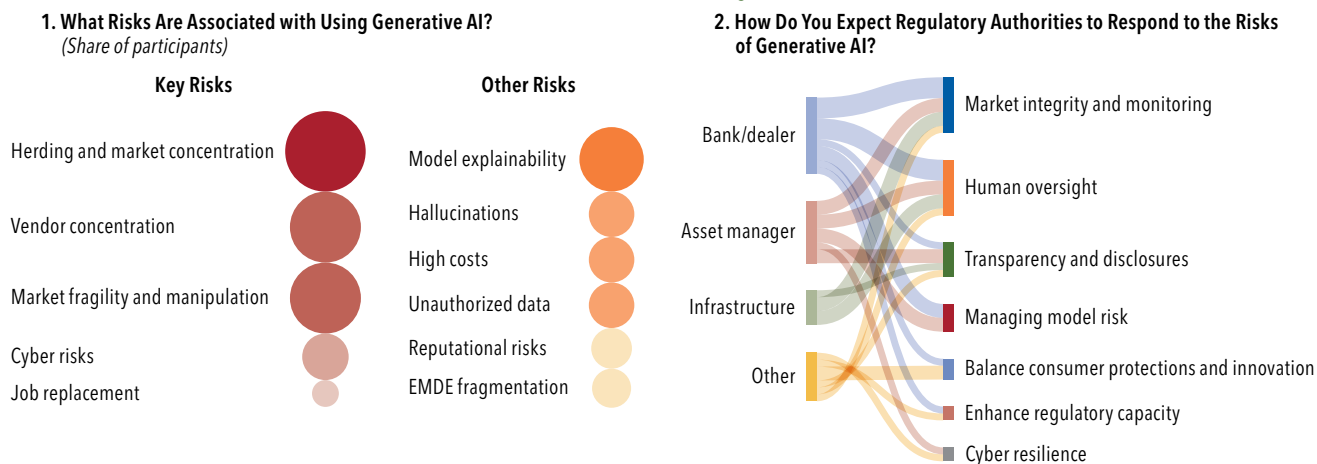 1. What Risks Are Associated with Using Generative AI?
(Share of participants)
Key Risks
Other Risks
Herding and market concentration
Vendor concentration
Market fragility and manipulation
Cyber risks
Job replacement
Model explainability
Hallucinations
High costs
Unauthorized data
Reputational risks
EMDE fragmentation
2. How Do You Expect Regulatory Authorities to Respond to the Risks
of Generative AI?
Bank/dealer
Asset manager
Infrastructure
Other
Market integrity and monitoring
Human oversight
Transparency and disclosures
Managing model risk
Balance consumer protections and innovation
Enhance regulatory capacity
Cyber resilience